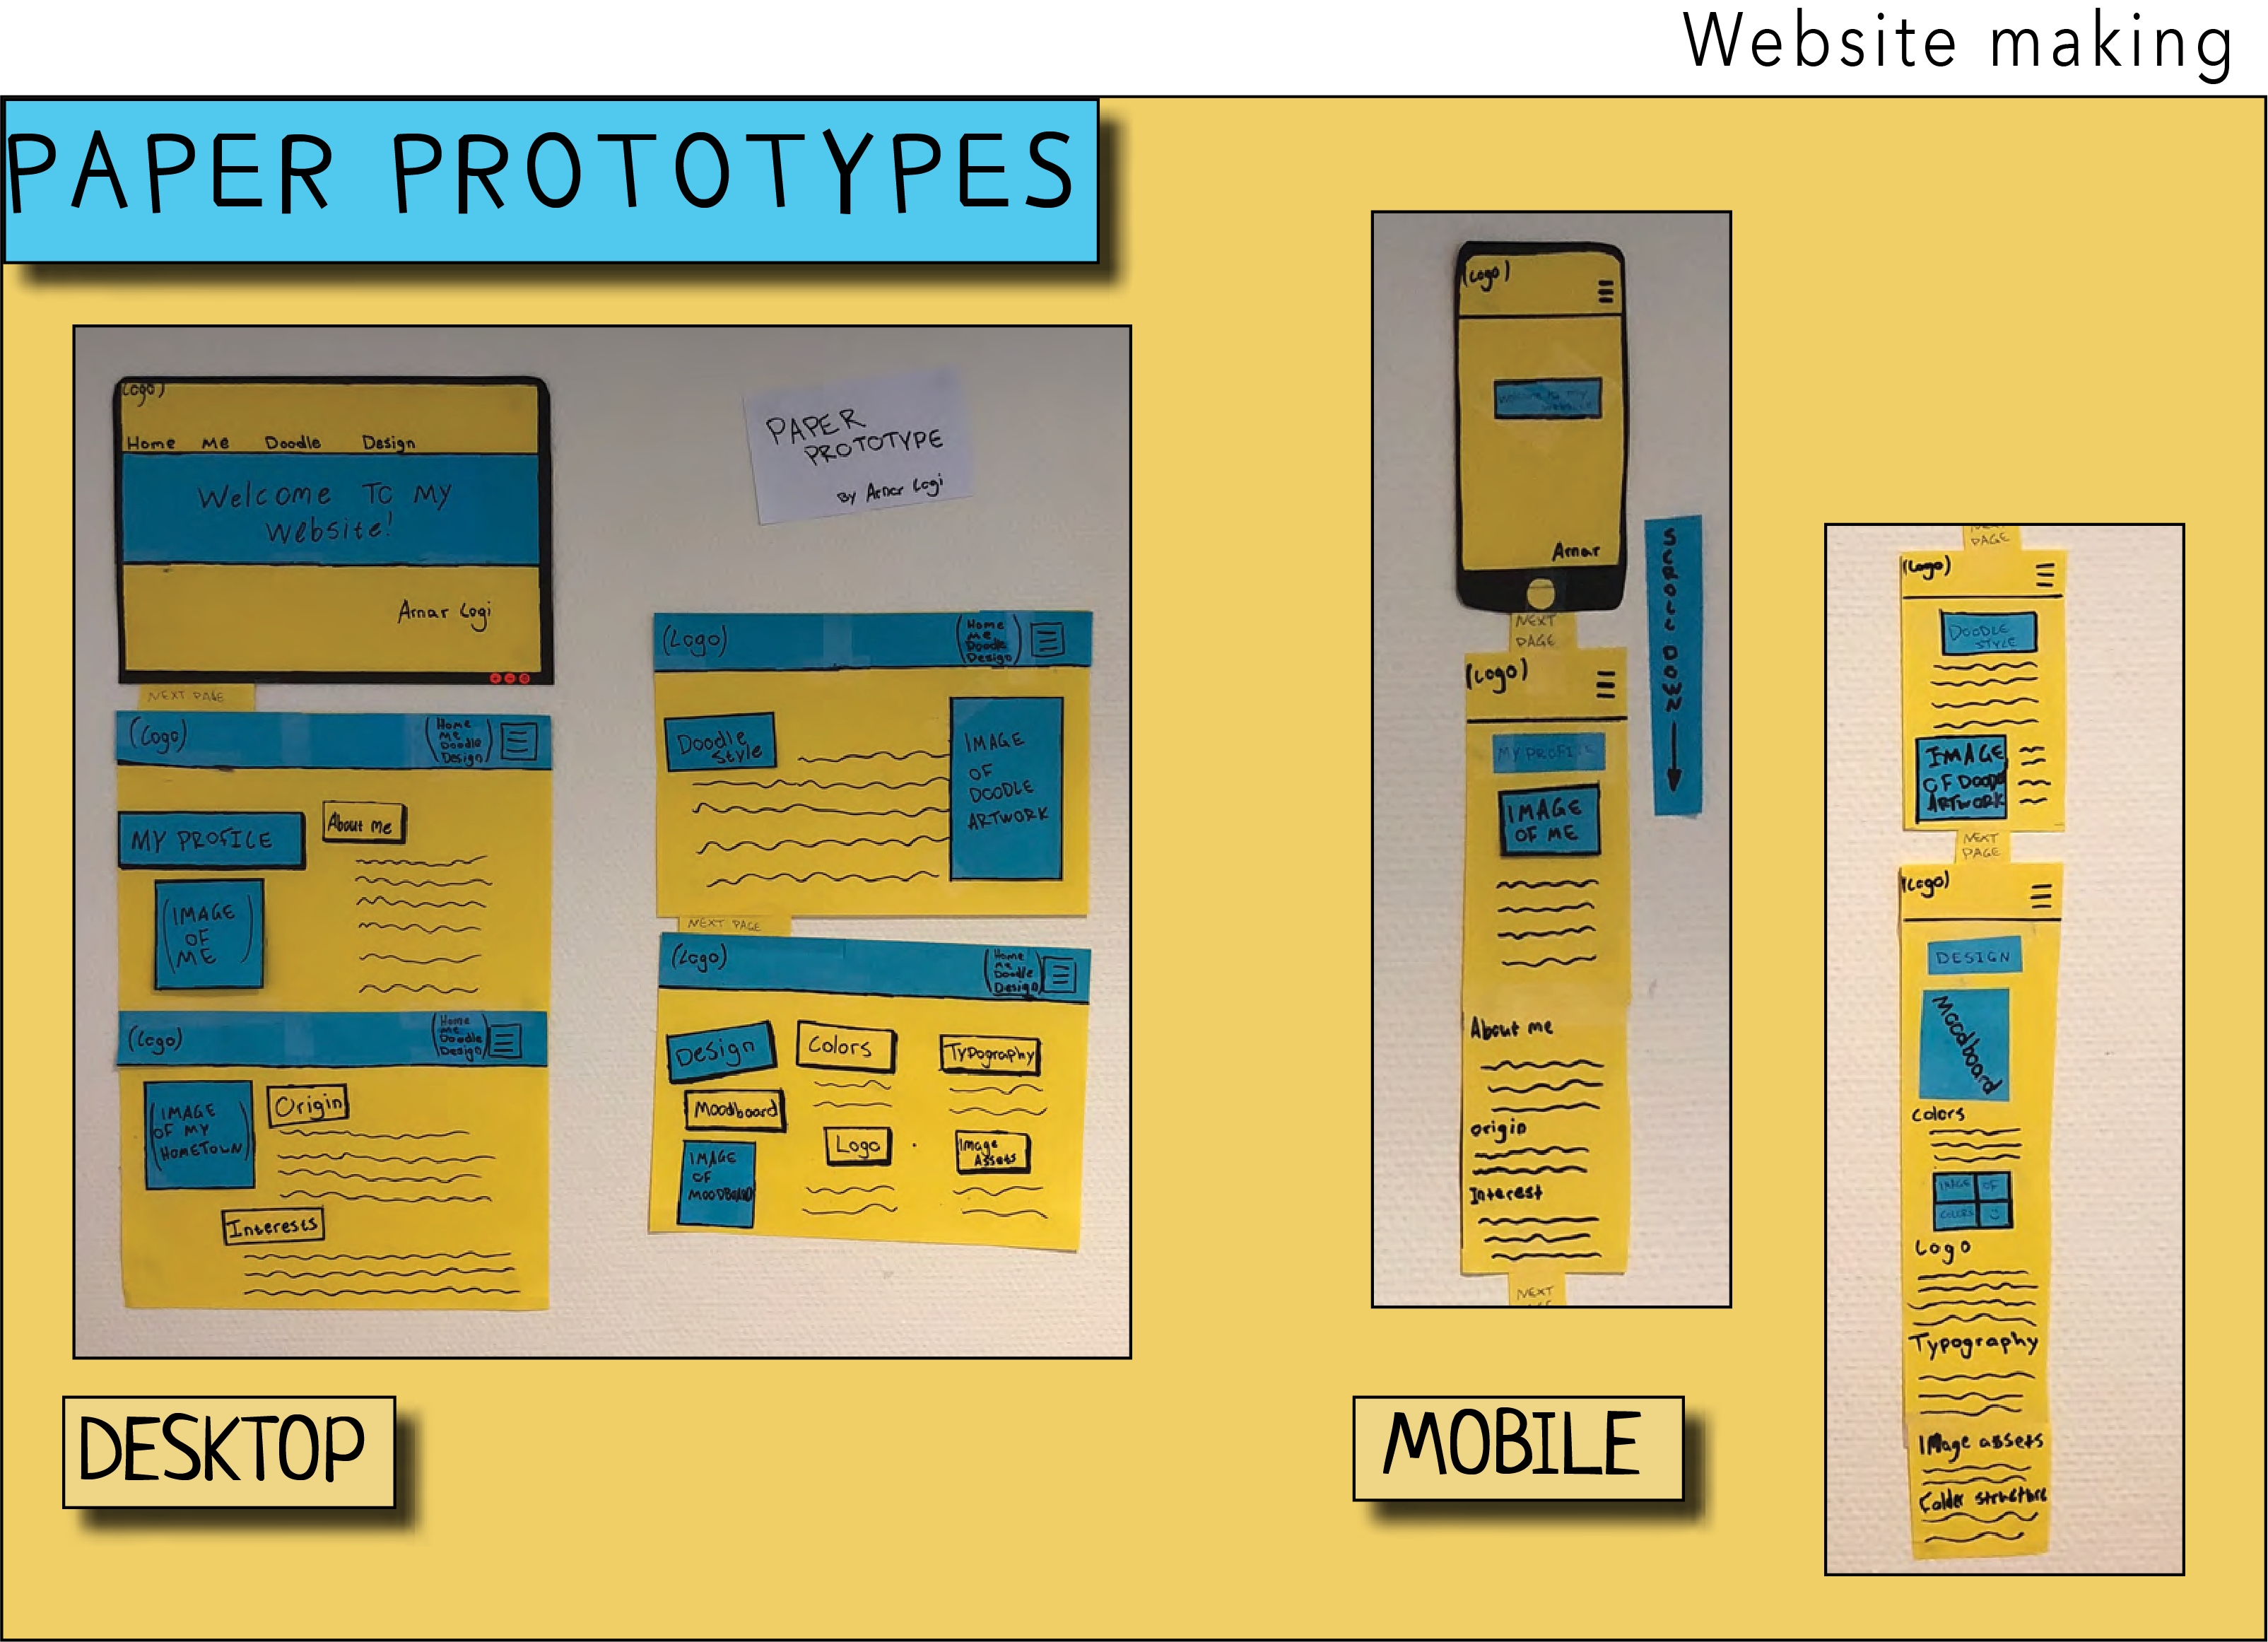 Website making
PAPER PROTOTYPES
(Logo)
Home Me Doodle Design
Welcome To My
Website!
Arnar Logi
NEXT PAGE
(Logo)
(Home
Me
Doodle
Design)
MY PROFILE
About me
(IMAGE
OF
ME)
(Logo)
(Home
Me
Doodle
Design)
(IMAGE
OF MY
HOMETOWN)
Origin
Interests
PAPER
PROTOTYPE
By Arnar Logi
(Logo)
(Home
Me
Doodle
Design)
Doodle
Style
IMAGE
OF
DOODLE
ARTWORK
NEXT PAGE
(Logo)
(Home
Me
Doodle
Design)
Design
Colors
Typography
Moodboard
Logo
Image
Assets
IMAGE
OF
MOODBOARD
DESKTOP
(Logo)
Welcome to my
website
Arnar
NEXT
PAGE
(Logo)
MY PROFILE
IMAGE
OF ME
About me
origin
Interest
NEXT
SCROLL DOWN
NEXT
PAGE
(Logo)
DOODLE
STYLE
IMAGE
OF DOODLE
ARTWORK
NEXT
PAGE
(Logo)
DESIGN
Moodboard
Colors
IMAGE OF
COLORS
Logo
Typography
IMage assets
Folder structure
MOBILE